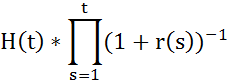 H(t) * ∏_{s=1}^{t} (1 + r(s))^{-1}